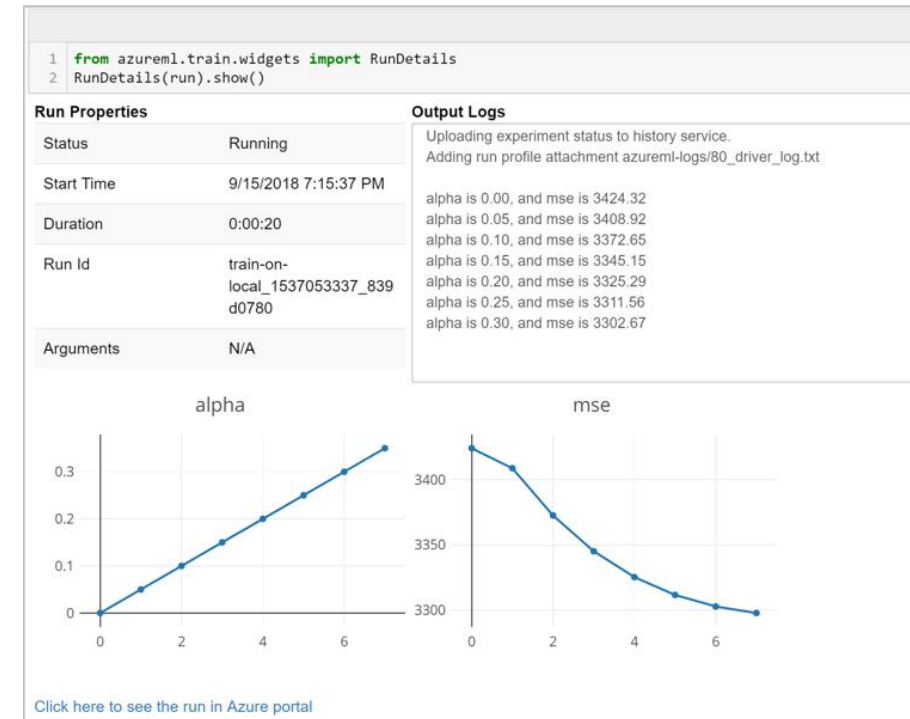 1 from azureml.train.widgets import RunDetails
2 RunDetails(run).show()
Run Properties
Status Running
Start Time 9/15/2018 7:15:37 PM
Duration 0:00:20
Run Id train-on-
local_1537053337_839
d0780
Arguments N/A
Output Logs
Uploading experiment status to history service.
Adding run profile attachment azureml-logs/80_driver_log.txt
alpha is 0.00, and mse is 3424.32
alpha is 0.05, and mse is 3408.92
alpha is 0.10, and mse is 3372.65
alpha is 0.15, and mse is 3345.15
alpha is 0.20, and mse is 3325.29
alpha is 0.25, and mse is 3311.56
alpha is 0.30, and mse is 3302.67
alpha
0.3
0.2
0.1
0
0 2 4 6
mse
3400
3350
3300
0 2 4 6
Click here to see the run in Azure portal